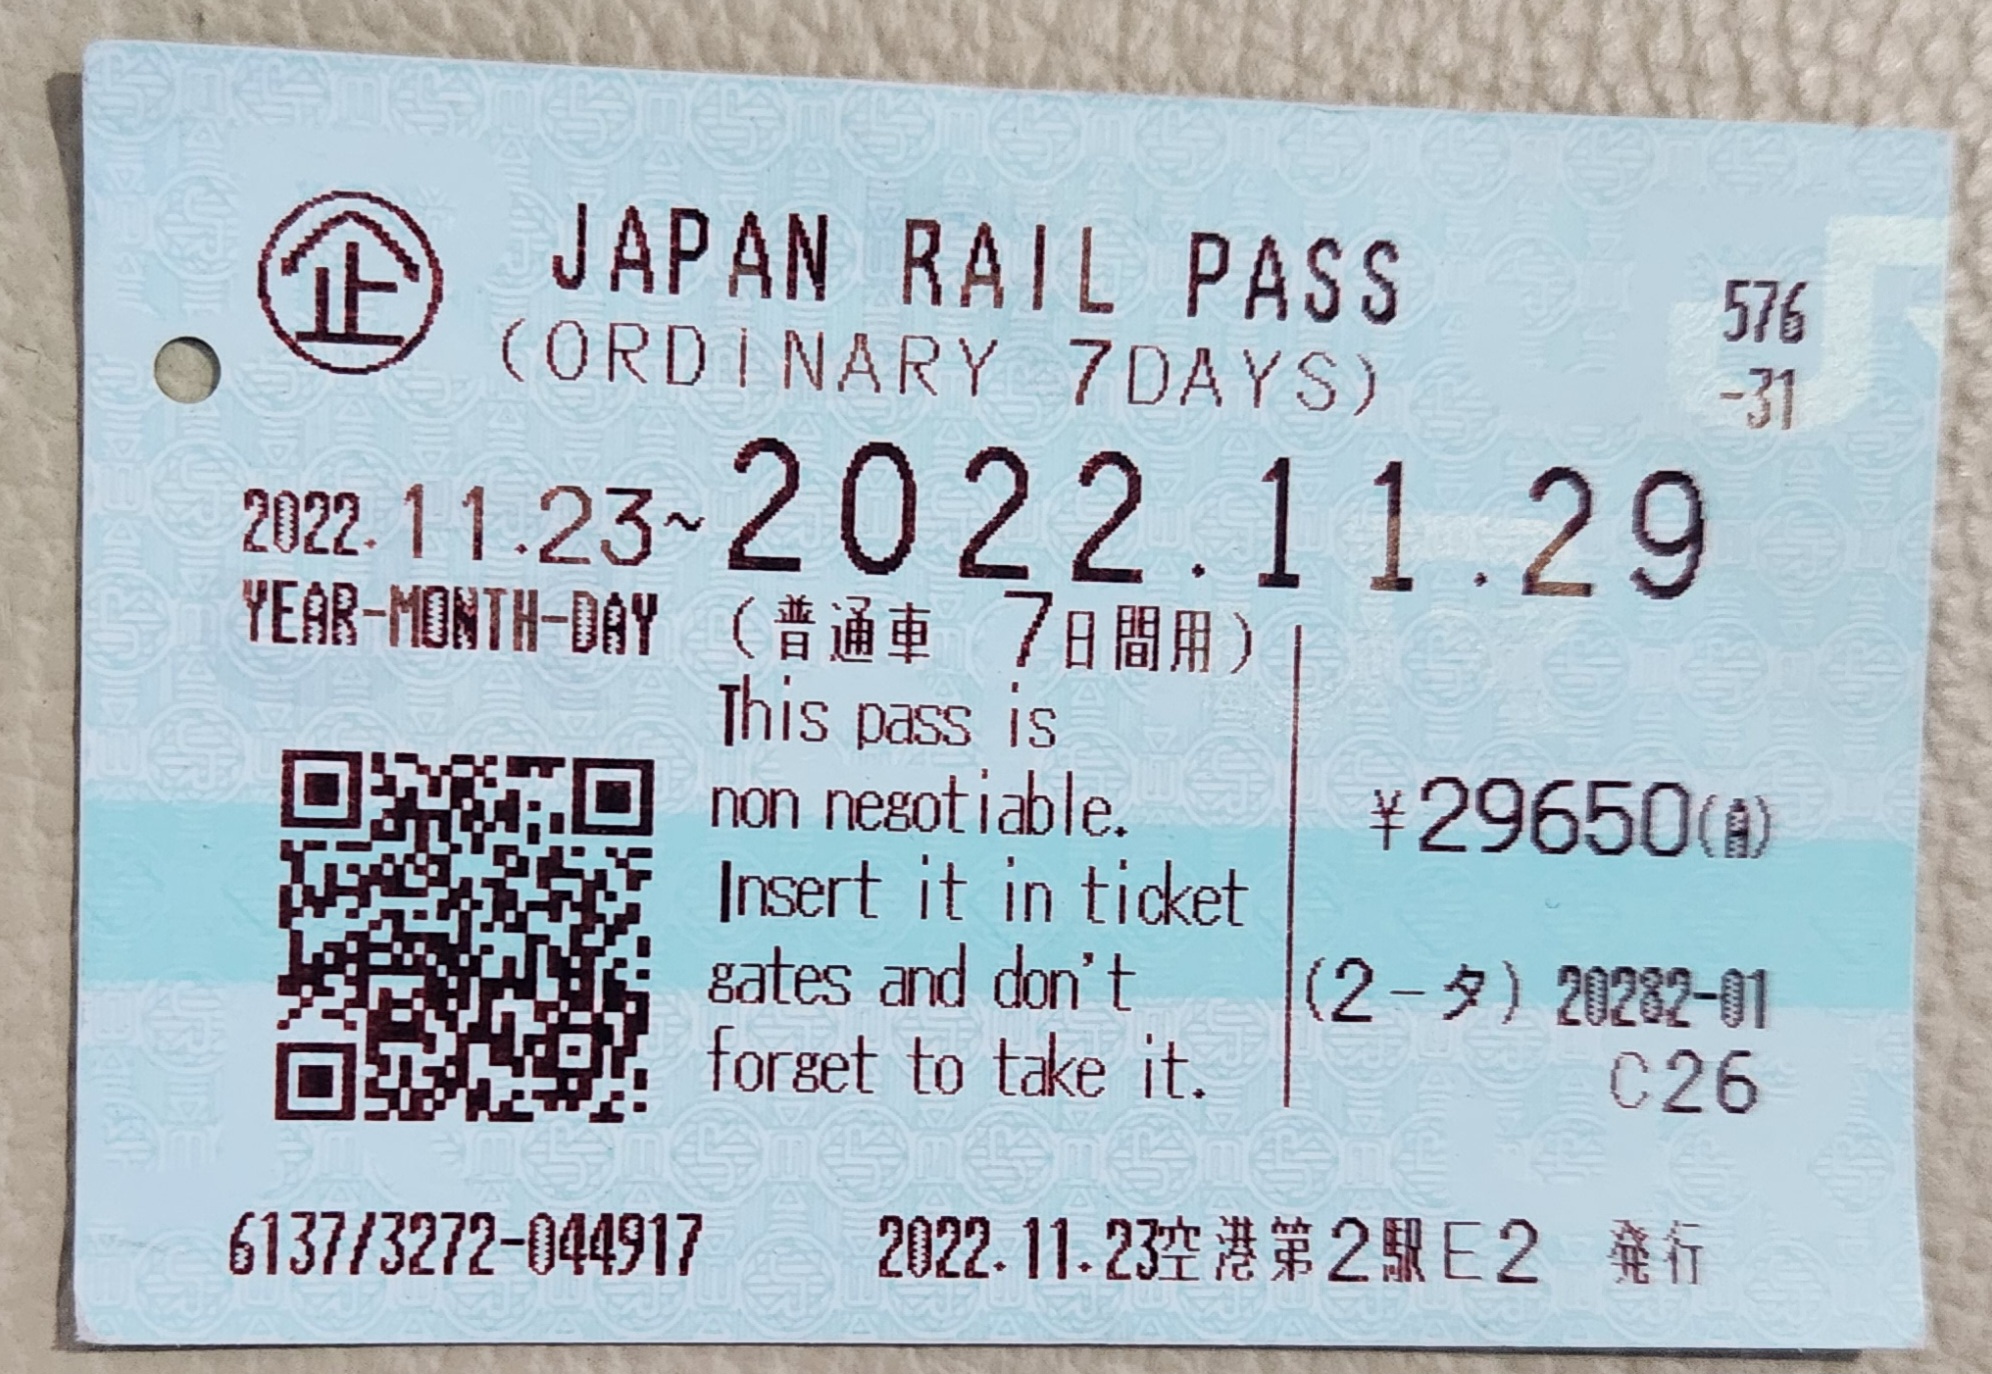 企 JAPAN RAIL PASS
(ORDINARY 7DAYS)
576
-31
2022.11.23~2022.11.29
YEAR-MONTH-DAY (普通車 7日間用)
This pass is
non negotiable.
Insert it in ticket
gates and don't
forget to take it.
¥29650
(2-タ) 20282-01
C26
6137/3272-044917 2022.11.23空港第2駅E2 発行